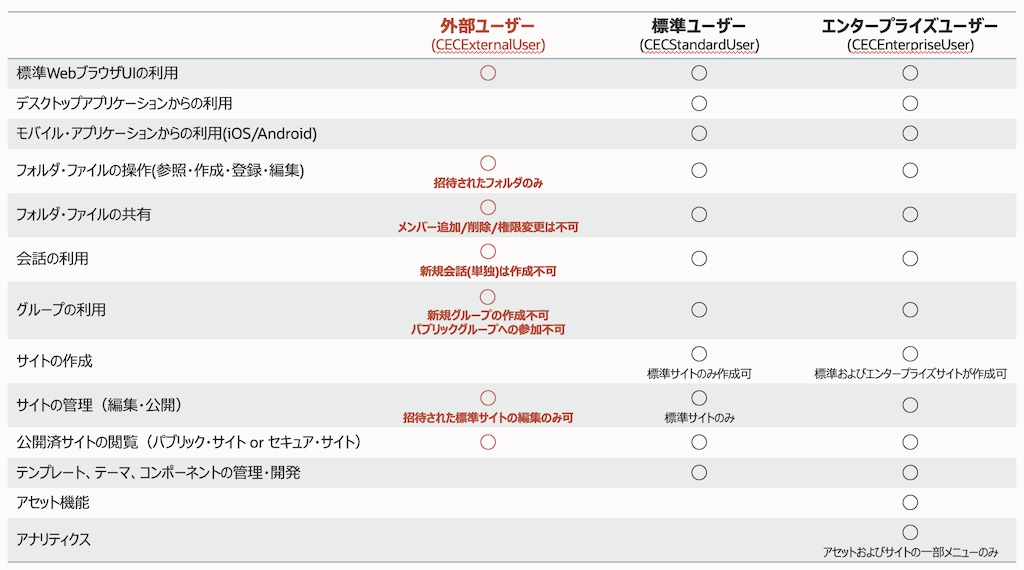 外部ユーザー 標準ユーザー エンタープライズユーザー
(CECExternalUser) (CECStandardUser) (CECEnterpriseUser)
標準WebブラウザUIの利用 〇 〇 〇
デスクトップアプリケーションからの利用 〇 〇
モバイル・アプリケーションからの利用(iOS/Android) 〇 〇
フォルダ・ファイルの操作(参照・作成・登録・編集) 〇 〇 〇
招待されたフォルダのみ
フォルダ・ファイルの共有 〇 〇 〇
メンバー追加/削除/権限変更は不可
会話の利用 〇 〇 〇
新規会話(単独)は作成不可
グループの利用 〇 〇 〇
新規グループの作成不可
パブリックグループへの参加不可
サイトの作成 〇 〇
標準サイトのみ作成可 標準およびエンタープライズサイトが作成可
サイトの管理（編集・公開） 〇 〇 〇
招待された標準サイトの編集のみ可 標準サイトのみ
公開済サイトの閲覧（パブリック・サイト or セキュア・サイト） 〇 〇 〇
テンプレート、テーマ、コンポーネントの管理・開発 〇 〇
アセット機能 〇
アナリティクス 〇
アセットおよびサイトの一部メニューのみ